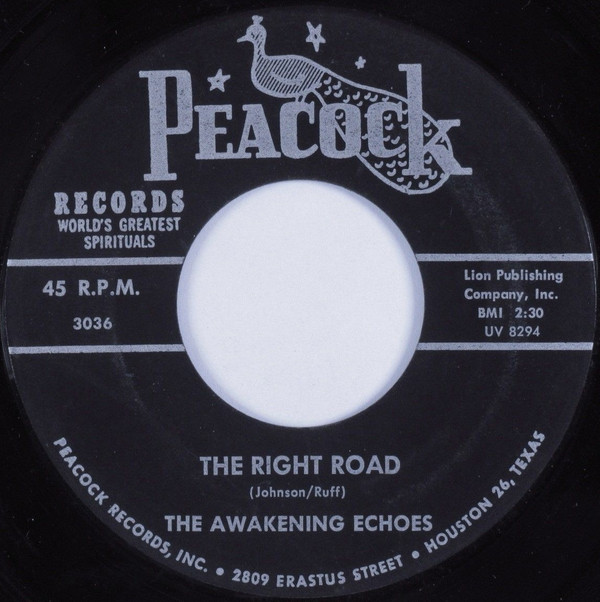 PEACOCK
RECORDS
WORLD'S GREATEST
SPIRITUALS
45 R.P.M.
3036
Lion Publishing
Company, Inc.
BMI 2:30
UV 8294
THE RIGHT ROAD
(Johnson/Ruff)
THE AWAKENING ECHOES
PEACOCK RECORDS, INC. • 2809 ERASTUS STREET • HOUSTON 26, TEXAS